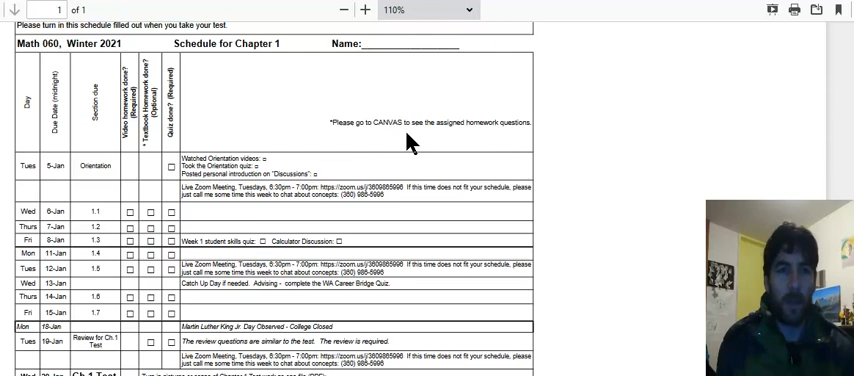 1 of 1
110%
Please turn in this schedule filled out when you take your test.
Math 060, Winter 2021 Schedule for Chapter 1 Name:
Day Due Date (midnight) Section due Video homework done? (Required) * Textbook Homework done? (Optional) Quiz done? (Required)
*Please go to CANVAS to see the assigned homework questions.
Watched Orientation videos:
Tues 5-Jan Orientation Took the Orientation quiz:
Posted personal introduction on "Discussions":
Live Zoom Meeting, Tuesdays, 6:30pm - 7:00pm: https://zoom.us/j/3609865996 If this time does not fit your schedule, please
just call me some time this week to chat about concepts: (360) 986-5996
Wed 6-Jan 1.1
Thurs 7-Jan 1.2
Fri 8-Jan 1.3 Week 1 student skills quiz: Calculator Discussion:
Mon 11-Jan 1.4
Tues 12-Jan 1.5 Live Zoom Meeting, Tuesdays, 6:30pm - 7:00pm: https://zoom.us/j/3609865996 If this time does not fit your schedule, please
just call me some time this week to chat about concepts: (360) 986-5996
Wed 13-Jan Catch Up Day if needed. Advising - complete the WA Career Bridge Quiz.
Thurs 14-Jan 1.6
Fri 15-Jan 1.7
Mon 18-Jan Martin Luther King Jr. Day Observed - College Closed
Tues 19-Jan Review for Ch.1 Test The review questions are similar to the test. The review is required.
Live Zoom Meeting, Tuesdays, 6:30pm - 7:00pm: https://zoom.us/j/3609865996 If this time does not fit your schedule, please
just call me some time this week to chat about concepts: (360) 986-5996
Wed 20-Jan Ch.1 Test